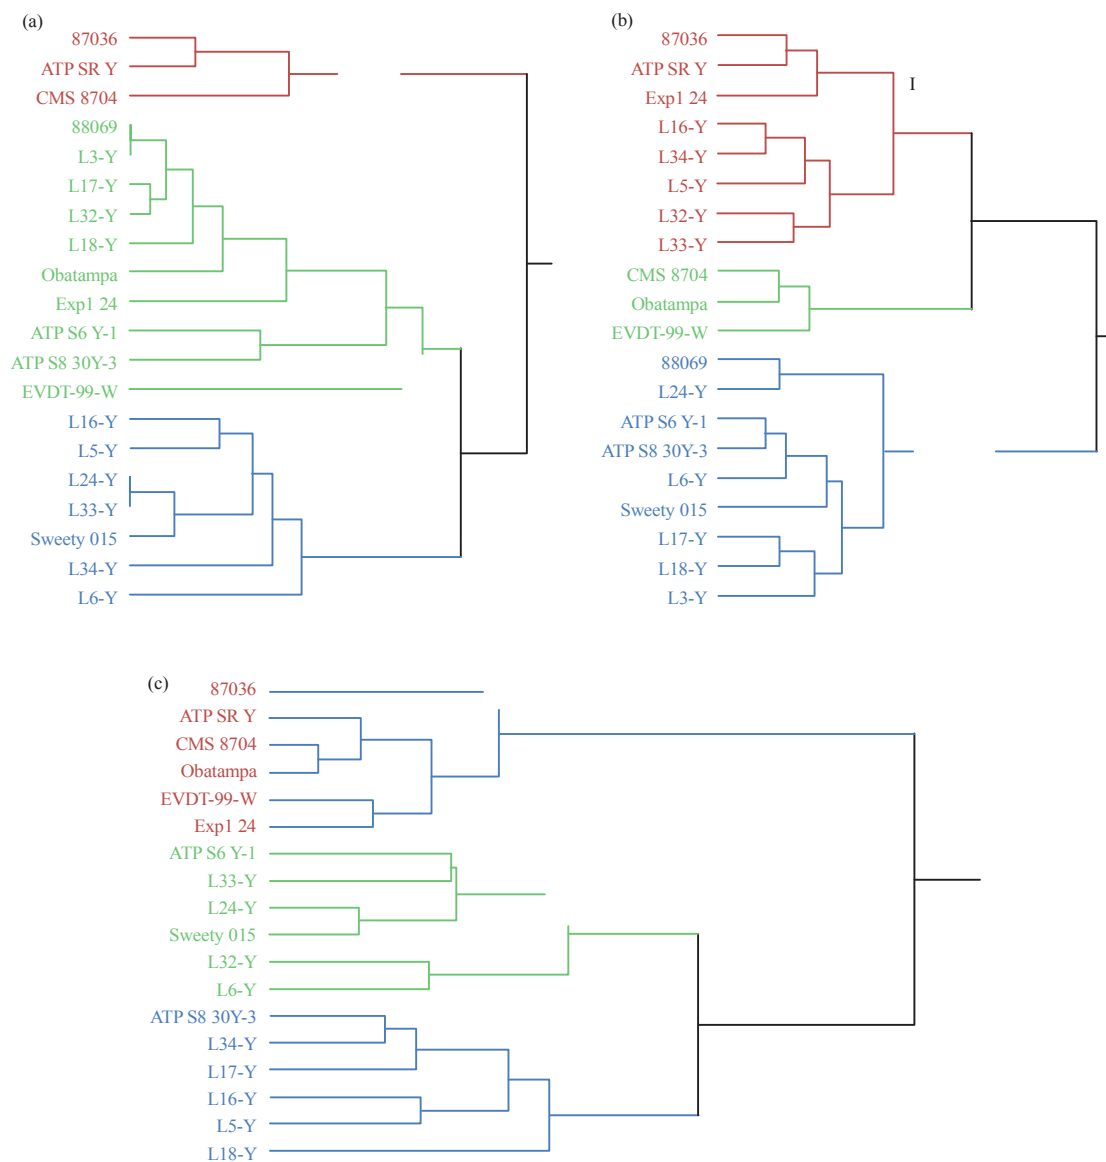 (a)
87036
ATP SR Y
CMS 8704
88069
L3-Y
L17-Y
L32-Y
L18-Y
Obatampa
Exp1 24
ATP S6 Y-1
ATP S8 30Y-3
EVDT-99-W
L16-Y
L5-Y
L24-Y
L33-Y
Sweety 015
L34-Y
L6-Y
(b)
87036
ATP SR Y
Exp1 24
L16-Y
L34-Y
L5-Y
L32-Y
L33-Y
I
CMS 8704
Obatampa
EVDT-99-W
88069
L24-Y
ATP S6 Y-1
ATP S8 30Y-3
L6-Y
Sweety 015
L17-Y
L18-Y
L3-Y
(c)
87036
ATP SR Y
CMS 8704
Obatampa
EVDT-99-W
Exp1 24
ATP S6 Y-1
L33-Y
L24-Y
Sweety 015
L32-Y
L6-Y
ATP S8 30Y-3
L34-Y
L17-Y
L16-Y
L5-Y
L18-Y